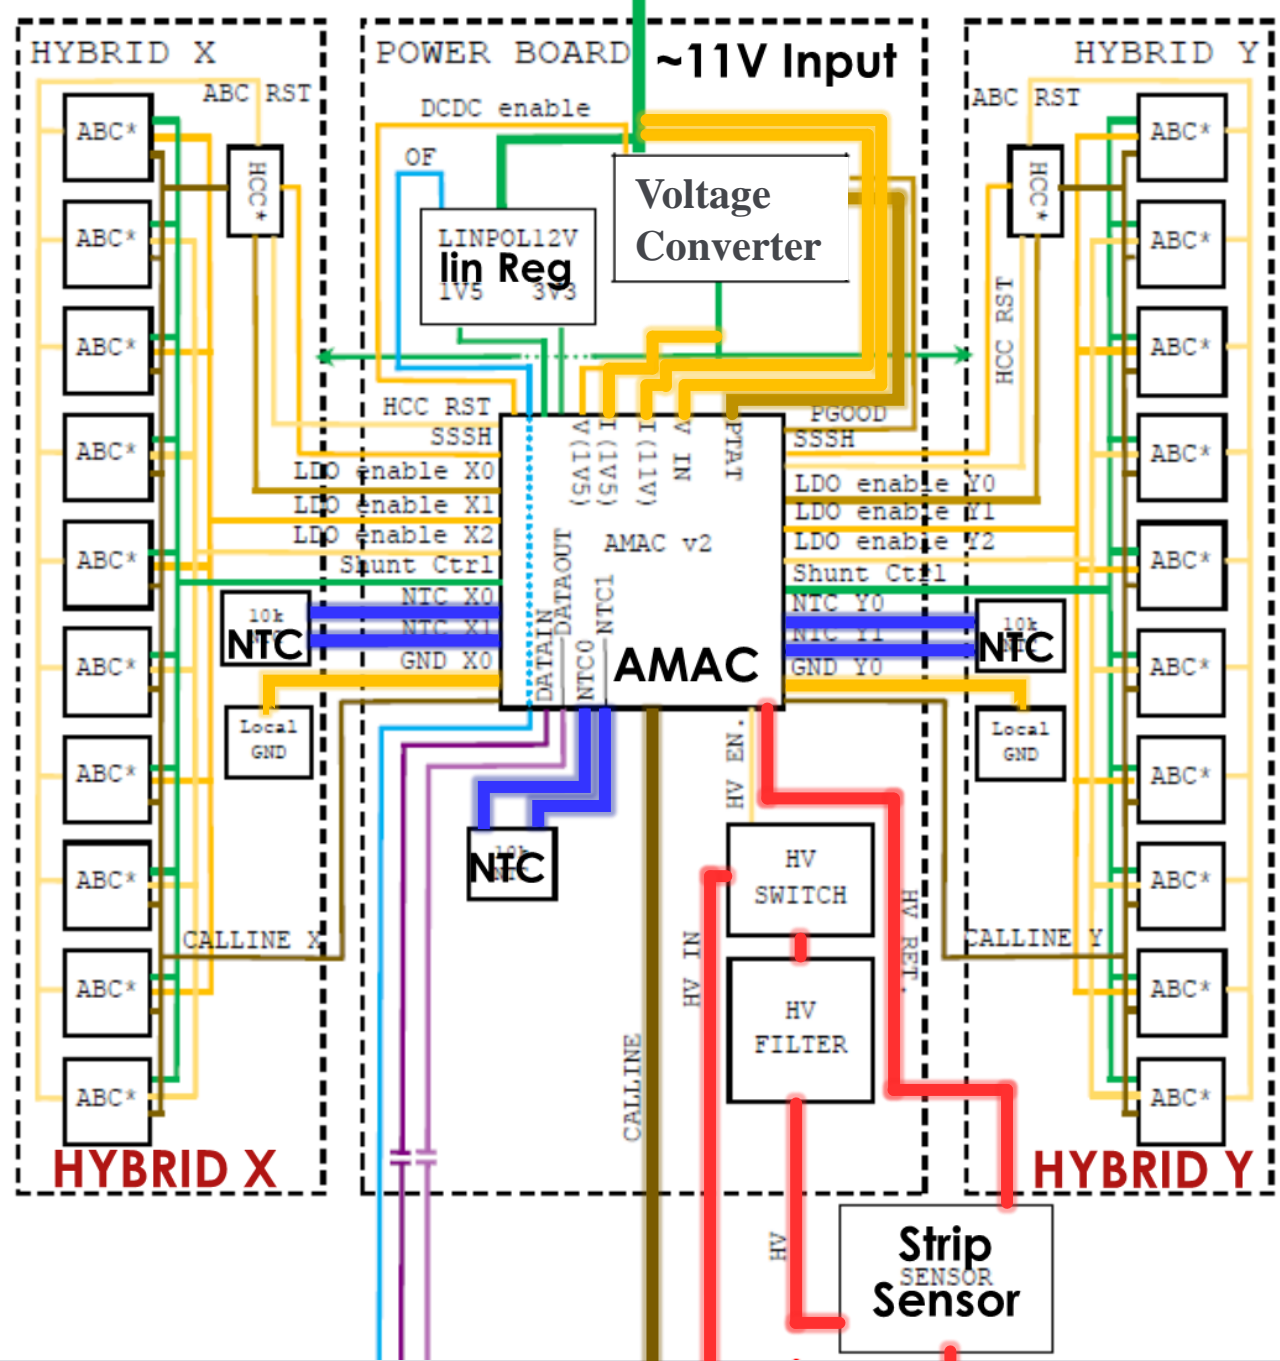 HYBRID X
POWER BOARD
~11V Input
HYBRID Y
ABC RST
DCDC enable
ABC RST
ABC*
HCC*
OF
Voltage
Converter
HCC*
ABC*
LINPOL12V
lin Reg
1V5 3V3
ABC*
ABC*
HCC RST
ABC*
ABC*
HCC RST
SSSH
LDO enable X0
LDO enable X1
LDO enable X2
Shunt Ctrl
NTC X0
NTC X1
GND X0
V(1V5)
I(1V5)
I(11V)
V IN
PTAT
PGOOD
SSSH
LDO enable Y0
LDO enable Y1
LDO enable Y2
Shunt Ctrl
NTC Y0
NTC Y1
GND Y0
AMAC v2
DATAIN
DATAOUT
NTC0
NTC1
AMAC
ABC*
ABC*
ABC*
ABC*
10k
NTC
10k
NTC
ABC*
ABC*
Local
GND
Local
GND
ABC*
ABC*
HV EN.
10k
NTC
HV
SWITCH
ABC*
ABC*
CALLINE X
HV IN
HV RET.
CALLINE Y
ABC*
ABC*
HV
FILTER
CALLINE
ABC*
ABC*
HYBRID X
HYBRID Y
HV
Strip
SENSOR
Sensor